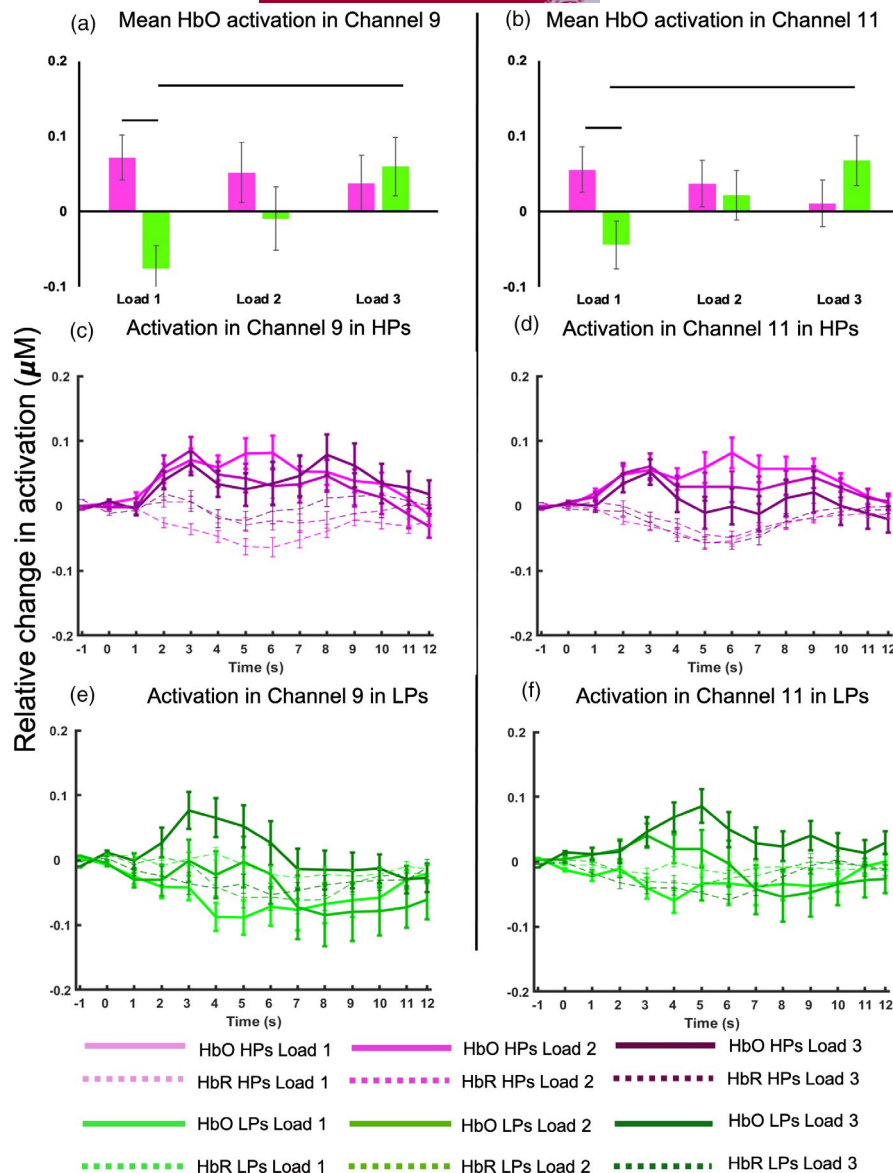 (a) Mean HbO activation in Channel 9
0.2
0.1
0
-0.1
Load 1 Load 2 Load 3
(b) Mean HbO activation in Channel 11
0.2
0.1
0
-0.1
Load 1 Load 2 Load 3
Relative change in activation (μM)
(c) Activation in Channel 9 in HPs
0.2
0.1
0
-0.1
-0.2
-1 0 1 2 3 4 5 6 7 8 9 10 11 12
Time (s)
(d) Activation in Channel 11 in HPs
0.2
0.1
0
-0.1
-0.2
-1 0 1 2 3 4 5 6 7 8 9 10 11 12
Time (s)
(e) Activation in Channel 9 in LPs
0.2
0.1
0
-0.1
-0.2
-1 0 1 2 3 4 5 6 7 8 9 10 11 12
Time (s)
(f) Activation in Channel 11 in LPs
0.2
0.1
0
-0.1
-0.2
-1 0 1 2 3 4 5 6 7 8 9 10 11 12
Time (s)
HbO HPs Load 1 HbO HPs Load 2 HbO HPs Load 3
HbR HPs Load 1 HbR HPs Load 2 HbR HPs Load 3
HbO LPs Load 1 HbO LPs Load 2 HbO LPs Load 3
HbR LPs Load 1 HbR LPs Load 2 HbR LPs Load 3